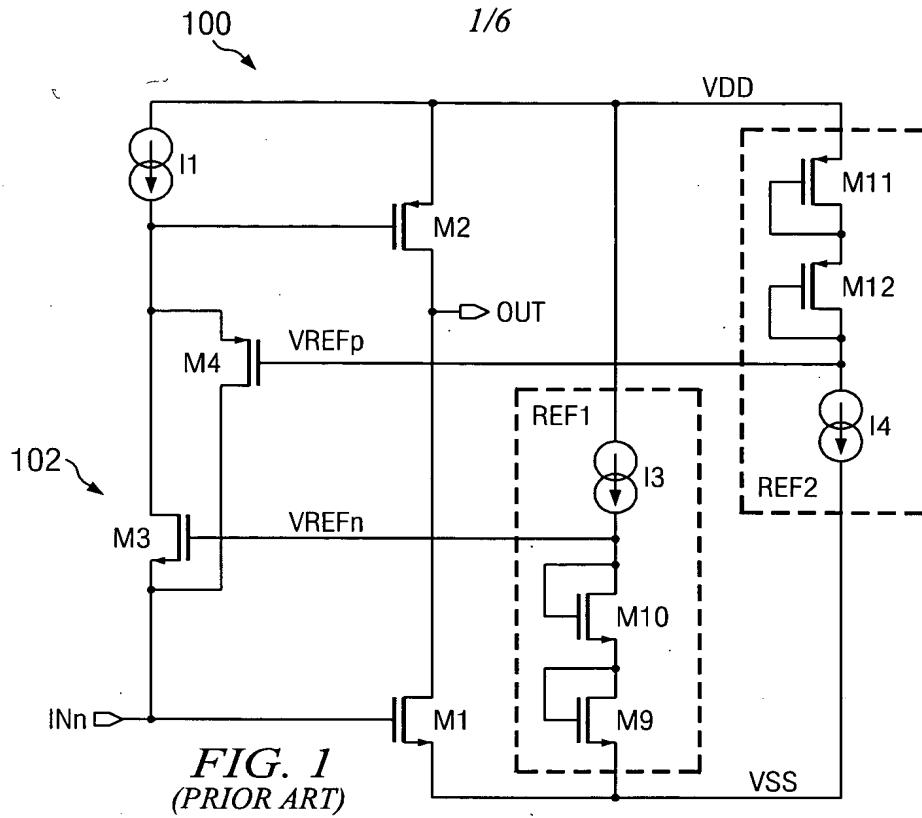 1/6
100
VDD
I1
M11
M2
M12
OUT
VREFp
M4
REF1
I4
102
I3
REF2
VREFn
M3
M10
INn
M1
M9
FIG. 1
(PRIOR ART)
VSS